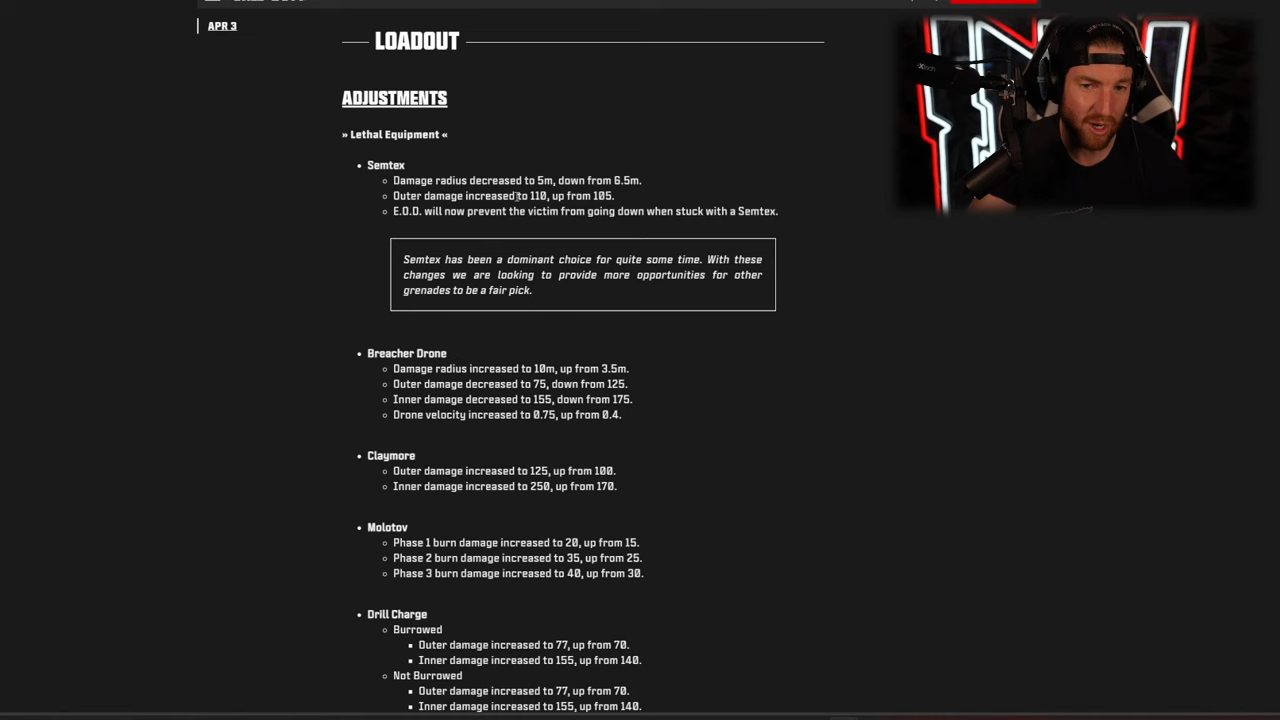 APR 3
LOADOUT
ADJUSTMENTS
» Lethal Equipment «
• Semtex
Damage radius decreased to 5m, down from 6.5m.
Outer damage increased to 110, up from 105.
E.O.D. will now prevent the victim from going down when stuck with a Semtex.
Semtex has been a dominant choice for quite some time. With these
changes we are looking to provide more opportunities for other
grenades to be a fair pick.
• Breacher Drone
Damage radius increased to 10m, up from 3.5m.
Outer damage decreased to 75, down from 125.
Inner damage decreased to 155, down from 175.
Drone velocity increased to 0.75, up from 0.4.
• Claymore
Outer damage increased to 125, up from 100.
Inner damage increased to 250, up from 170.
• Molotov
Phase 1 burn damage increased to 20, up from 15.
Phase 2 burn damage increased to 35, up from 25.
Phase 3 burn damage increased to 40, up from 30.
• Drill Charge
Burrowed
Outer damage increased to 77, up from 70.
Inner damage increased to 155, up from 140.
Not Burrowed
Outer damage increased to 77, up from 70.
Inner damage increased to 155, up from 140.